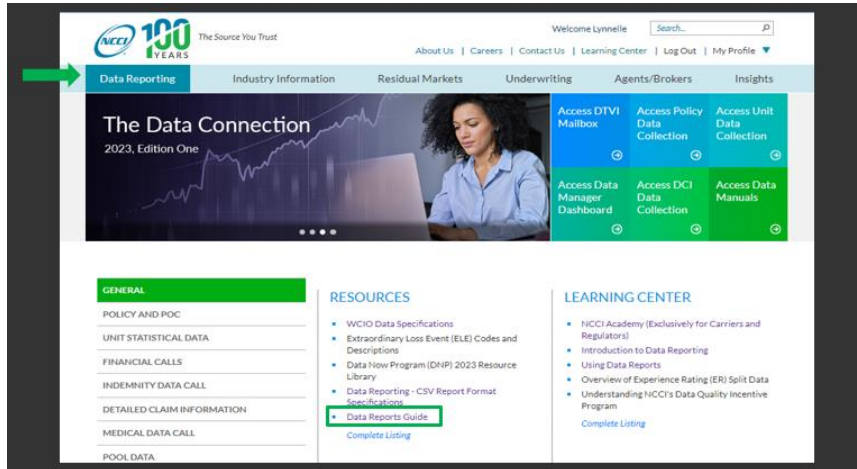 NCCI
100
YEARS
The Source You Trust
Welcome Lynnelle
Search...
About Us | Careers | Contact Us | Learning Center | Log Out | My Profile ▼
Data Reporting
Industry Information
Residual Markets
Underwriting
Agents/Brokers
Insights
The Data Connection
2023, Edition One
Access DTVI
Mailbox
Access Policy
Data
Collection
Access Unit
Data
Collection
Access Data
Manager
Dashboard
Access DCI
Data
Collection
Access Data
Manuals
GENERAL
POLICY AND POC
UNIT STATISTICAL DATA
FINANCIAL CALLS
INDEMNITY DATA CALL
DETAILED CLAIM INFORMATION
MEDICAL DATA CALL
POOL DATA
RESOURCES
WCIO Data Specifications
Extraordinary Loss Event (ELE) Codes and
Descriptions
Data Now Program (DNP) 2023 Resource
Library
Data Reporting - CSV Report Format
Specifications
Data Reports Guide
Complete Listing
LEARNING CENTER
NCCI Academy (Exclusively for Carriers and
Regulators)
Introduction to Data Reporting
Using Data Reports
Overview of Experience Rating (ER) Split Data
Understanding NCCI's Data Quality Incentive
Program
Complete Listing